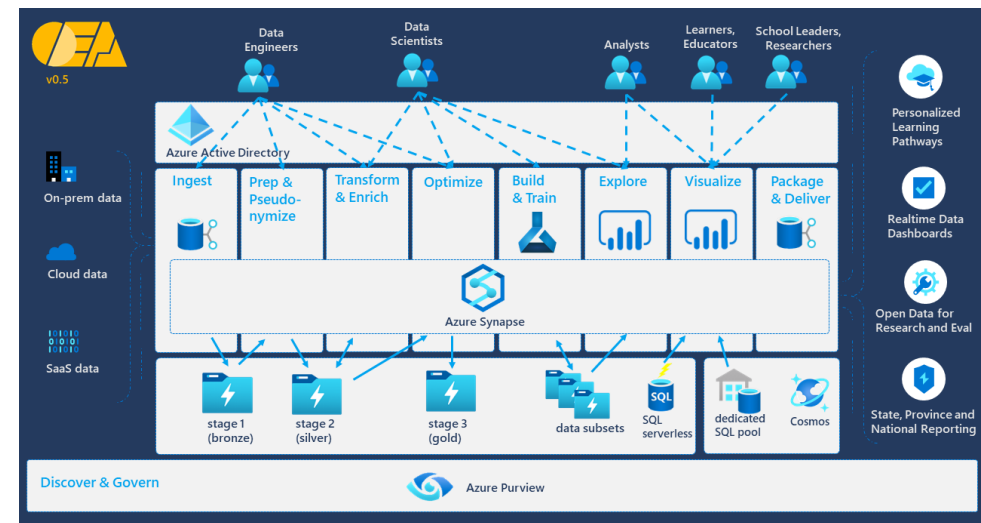 OEA
v0.5
Data
Engineers
Data
Scientists
Analysts
Learners,
Educators
School Leaders,
Researchers
Azure Active Directory
On-prem data
Cloud data
010101
010101
101010
SaaS data
Ingest
Prep &
Pseudo-
nymize
Transform
& Enrich
Optimize
Build
& Train
Explore
Visualize
Package
& Deliver
Azure Synapse
stage 1
(bronze)
stage 2
(silver)
stage 3
(gold)
data subsets
SQL
SQL
serverless
dedicated
SQL pool
Cosmos
Personalized
Learning
Pathways
Realtime Data
Dashboards
Open Data for
Research and Eval
State, Province and
National Reporting
Discover & Govern
Azure Purview